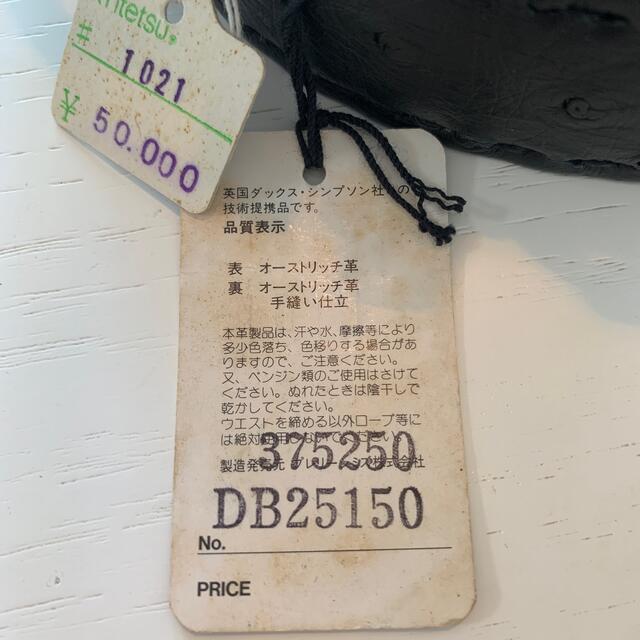 ntetsu
# 1021
¥ 50.000
英国ダックス・シンプソン社 の
技術提携品です。
品質表示
表 オーストリッチ革
裏 オーストリッチ革
手縫い仕立
本革製品は、汗や水、摩擦等により
多少色落ち、色移りする場合があ
りますので、ご注意ください。
又、ベンジン類のご使用はさけて
ください。ぬれたときは陰干しで
乾かしてください。
ウエストを締める以外ロープ等に
は絶対
375250
製造発売元 株式会社
DB25150
No.
PRICE